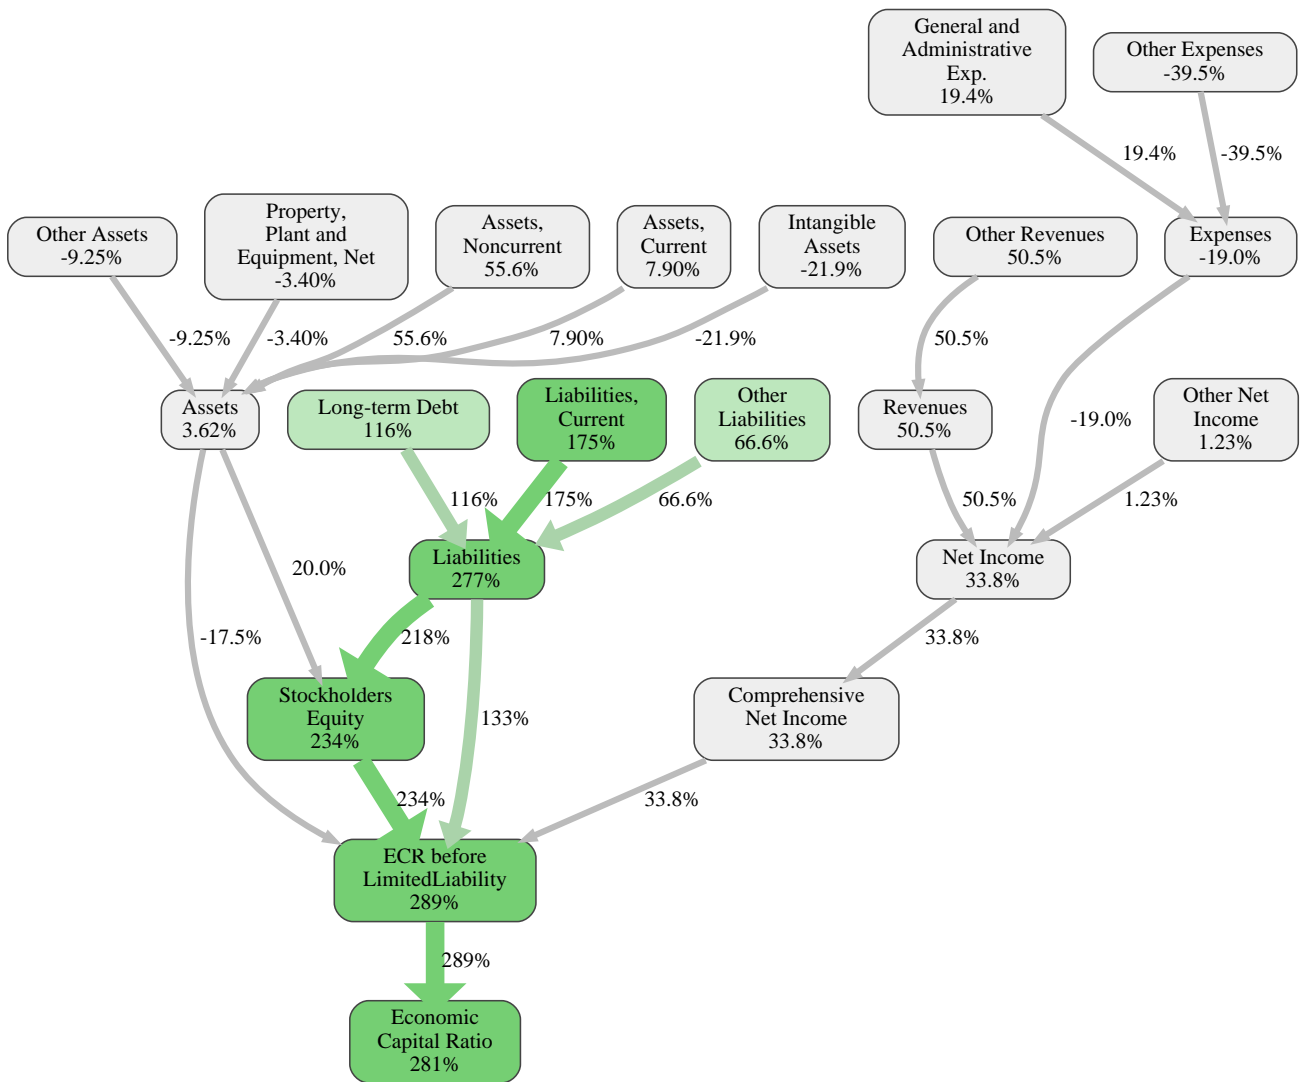 General and
Administrative
Exp.
19.4%
Other Expenses
-39.5%
19.4%
-39.5%
Other Assets
-9.25%
Property,
Plant and
Equipment, Net
-3.40%
Assets,
Noncurrent
55.6%
Assets,
Current
7.90%
Intangible
Assets
-21.9%
Other Revenues
50.5%
Expenses
-19.0%
-9.25%
-3.40%
55.6%
7.90%
-21.9%
50.5%
Assets
3.62%
Long-term Debt
116%
Liabilities,
Current
175%
Other
Liabilities
66.6%
Revenues
50.5%
-19.0%
Other Net
Income
1.23%
116%
175%
66.6%
50.5%
1.23%
20.0%
Liabilities
277%
Net Income
33.8%
-17.5%
218%
33.8%
Stockholders
Equity
234%
133%
Comprehensive
Net Income
33.8%
234%
33.8%
ECR before
LimitedLiability
289%
289%
Economic
Capital Ratio
281%